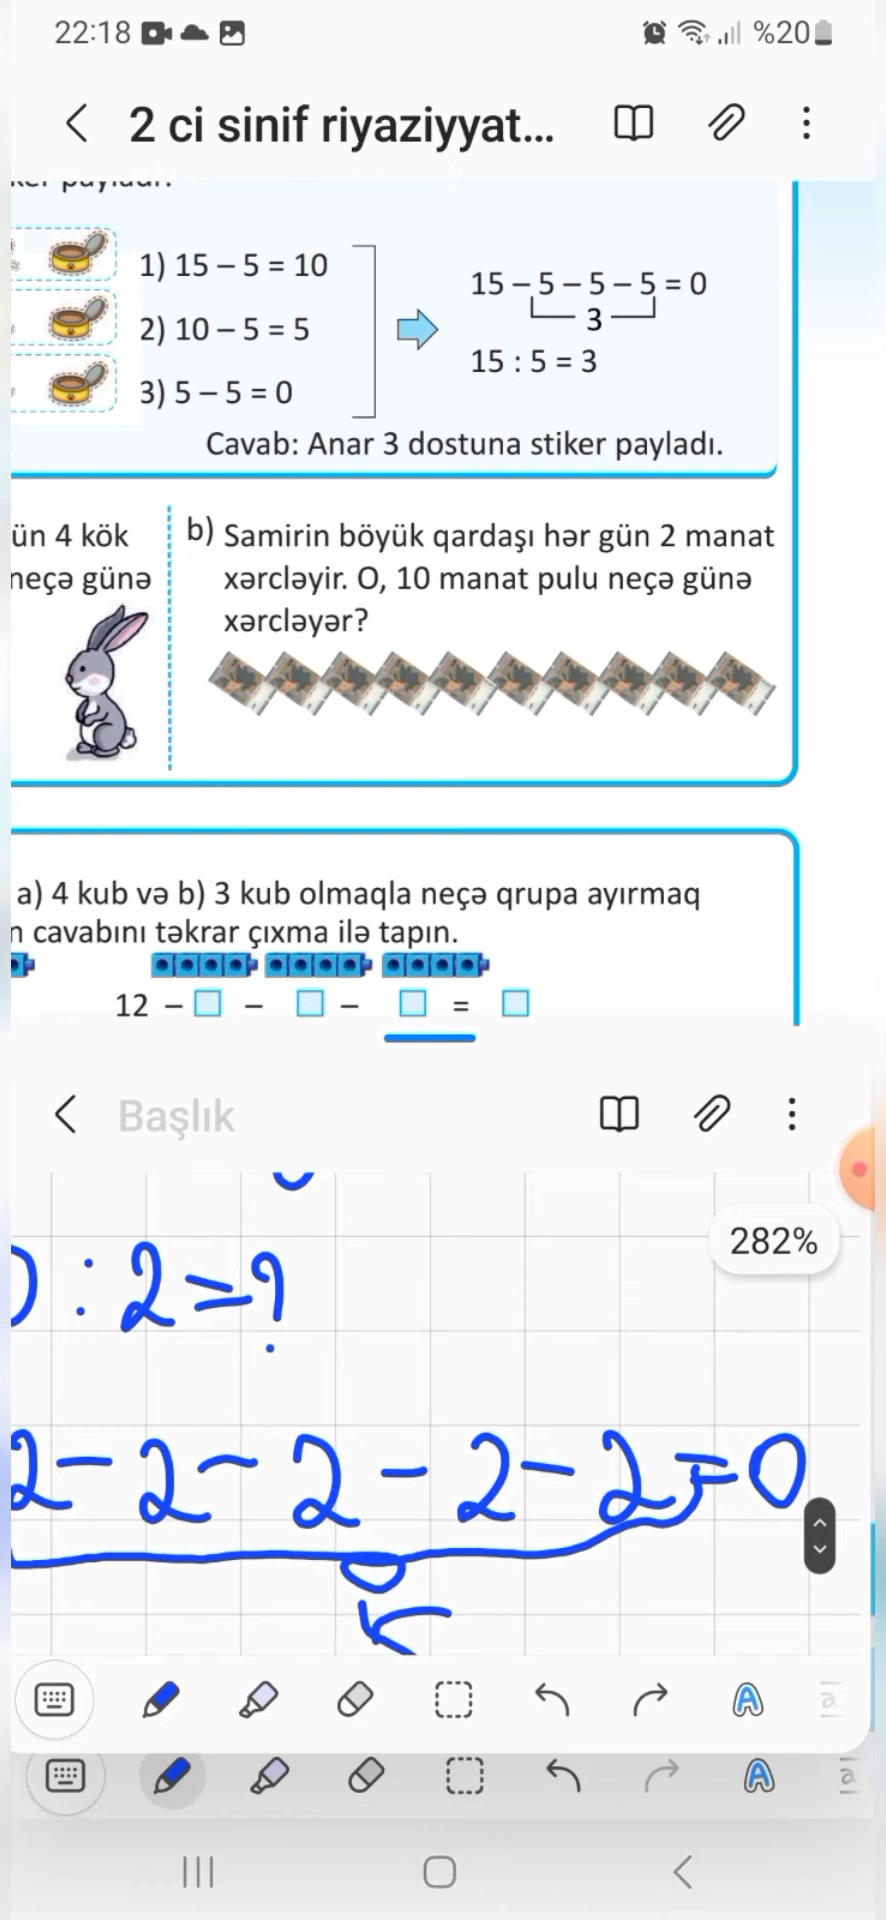 22:18 %20
2 ci sinif riyaziyyat...
1) 15 – 5 = 10
2) 10 – 5 = 5
3) 5 – 5 = 0
15 – 5 – 5 – 5 = 0
3
15 : 5 = 3
Cavab: Anar 3 dostuna stiker payladı.
ün 4 kök
neçə günə
b) Samirin böyük qardaşı hər gün 2 manat
xərcləyir. O, 10 manat pulu neçə günə
xərcləyər?
a) 4 kub və b) 3 kub olmaqla neçə qrupa ayırmaq
n cavabını təkrar çıxma ilə tapın.
12 – □ – □ – □ = □
Başlık
282%
: 2 = ?
2 – 2 – 2 – 2 – 2 = 0
A
A